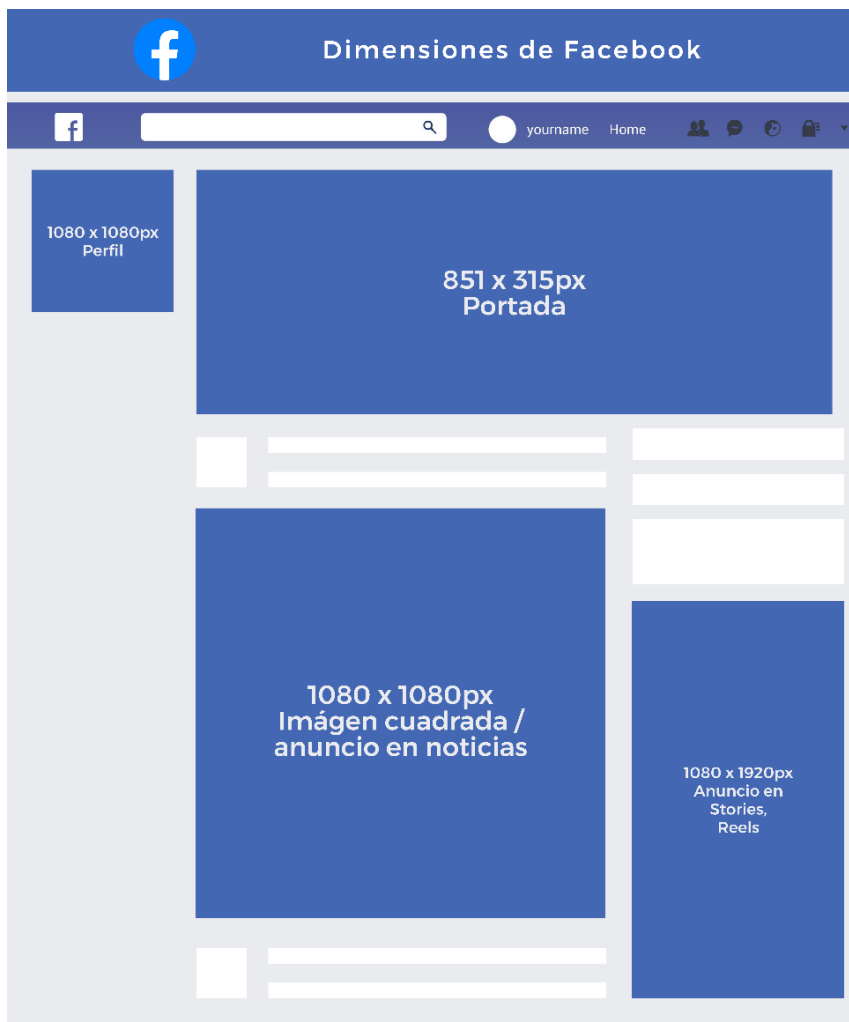 Dimensiones de Facebook
yourname Home
1080 x 1080px
Perfil
851 x 315px
Portada
1080 x 1080px
Imágen cuadrada /
anuncio en noticias
1080 x 1920px
Anuncio en
Stories,
Reels